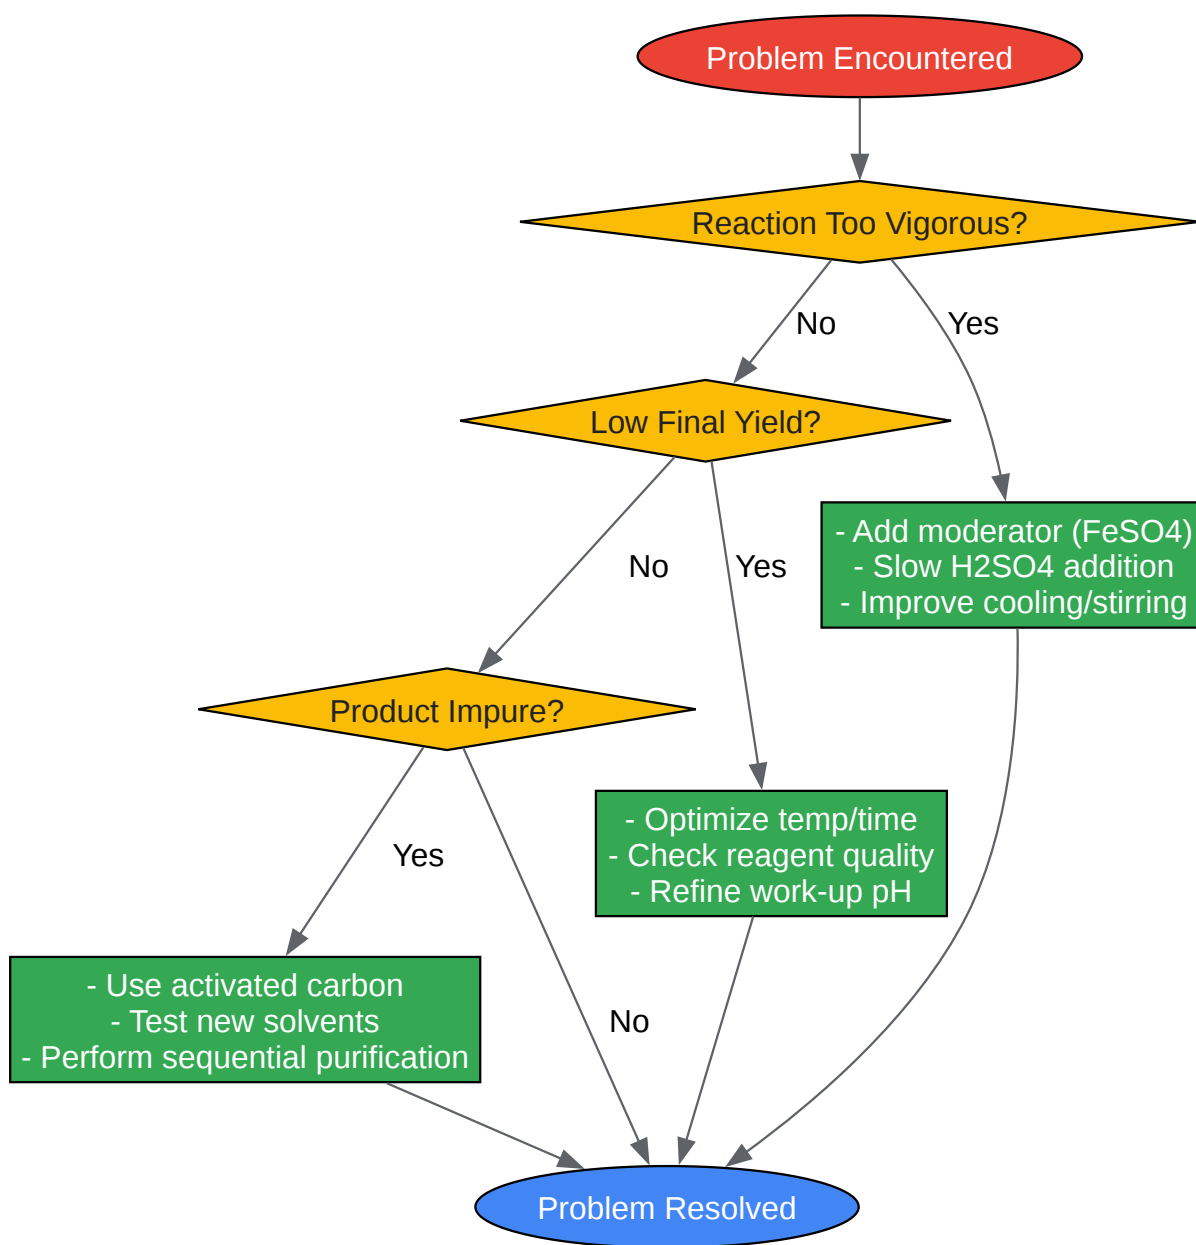 Problem Encountered
Reaction Too Vigorous?
No
Yes
Low Final Yield?
- Add moderator (FeSO4)
- Slow H2SO4 addition
- Improve cooling/stirring
No
Yes
Product Impure?
- Optimize temp/time
- Check reagent quality
- Refine work-up pH
Yes
- Use activated carbon
- Test new solvents
- Perform sequential purification
No
Problem Resolved